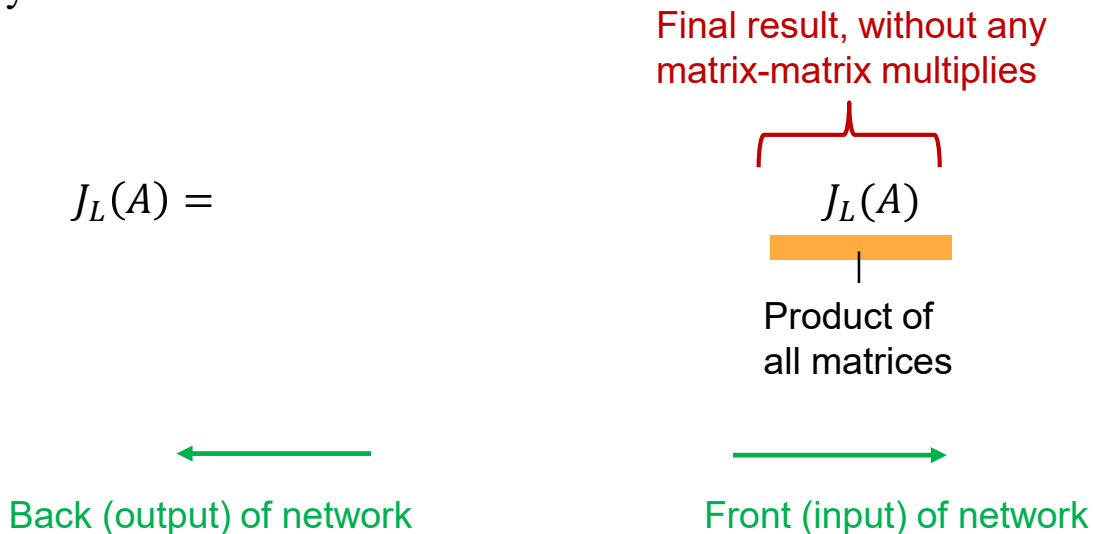 y
Final result, without any
matrix-matrix multiplies
J_L(A) =
J_L(A)
Product of
all matrices
Back (output) of network
Front (input) of network